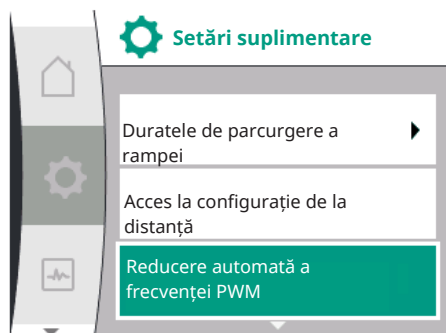 Setări suplimentare
Duratele de parcurgere a
rampei
Acces la configurație de la
distanță
Reducere automată a
frecvenței PWM